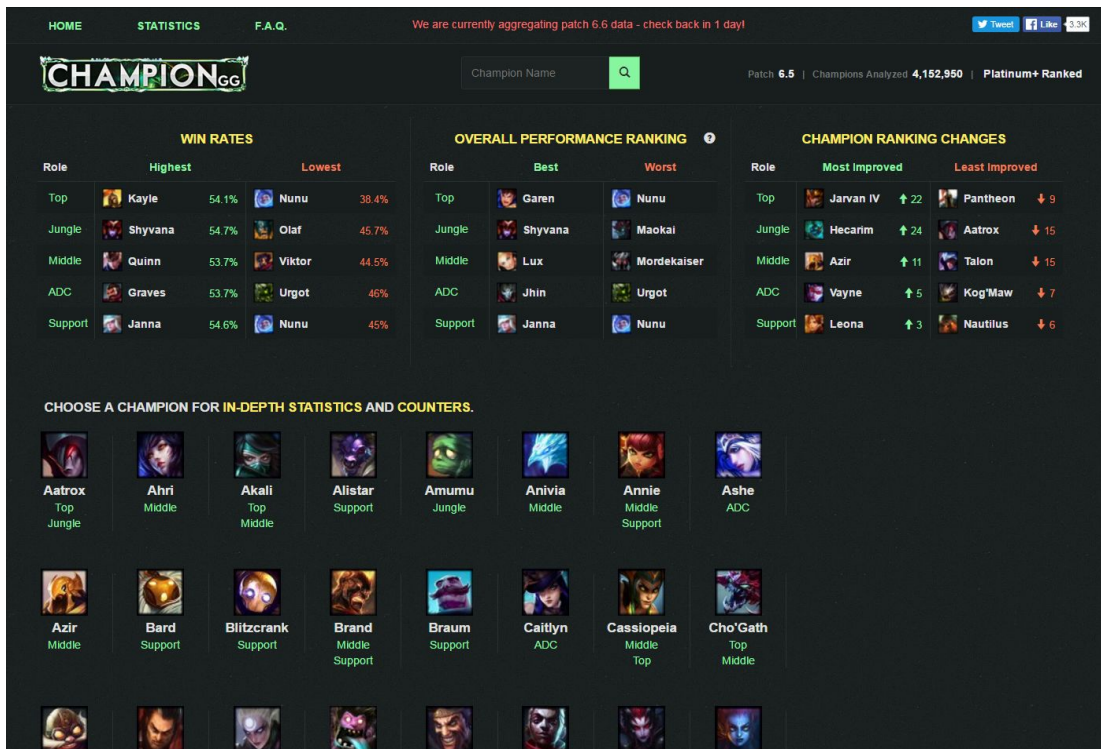 HOME STATISTICS F.A.Q. We are currently aggregating patch 6.6 data - check back in 1 day! Tweet Like 3.3K
CHAMPION GG Champion Name Patch 6.5 | Champions Analyzed 4,152,950 | Platinum+ Ranked
WIN RATES
Role Highest Lowest
Top Kayle 54.1% Nunu 38.4%
Jungle Shyvana 54.7% Olaf 45.7%
Middle Quinn 53.7% Viktor 44.5%
ADC Graves 53.7% Urgot 46%
Support Janna 54.6% Nunu 45%
OVERALL PERFORMANCE RANKING ?
Role Best Worst
Top Garen Nunu
Jungle Shyvana Maokai
Middle Lux Mordekaiser
ADC Jhin Urgot
Support Janna Nunu
CHAMPION RANKING CHANGES
Role Most Improved Least Improved
Top Jarvan IV 22 Pantheon 9
Jungle Hecarim 24 Aatrox 15
Middle Azir 11 Talon 15
ADC Vayne 5 Kog'Maw 7
Support Leona 3 Nautilus 6
CHOOSE A CHAMPION FOR IN-DEPTH STATISTICS AND COUNTERS.
Aatrox Ahri Akali Alistar Amumu Anivia Annie Ashe
Top Middle Top Support Jungle Middle Middle ADC
Jungle Middle Support
Azir Bard Blitzcrank Brand Braum Caitlyn Cassiopeia Cho'Gath
Middle Support Support Middle Support ADC Middle Top
Support Top Middle